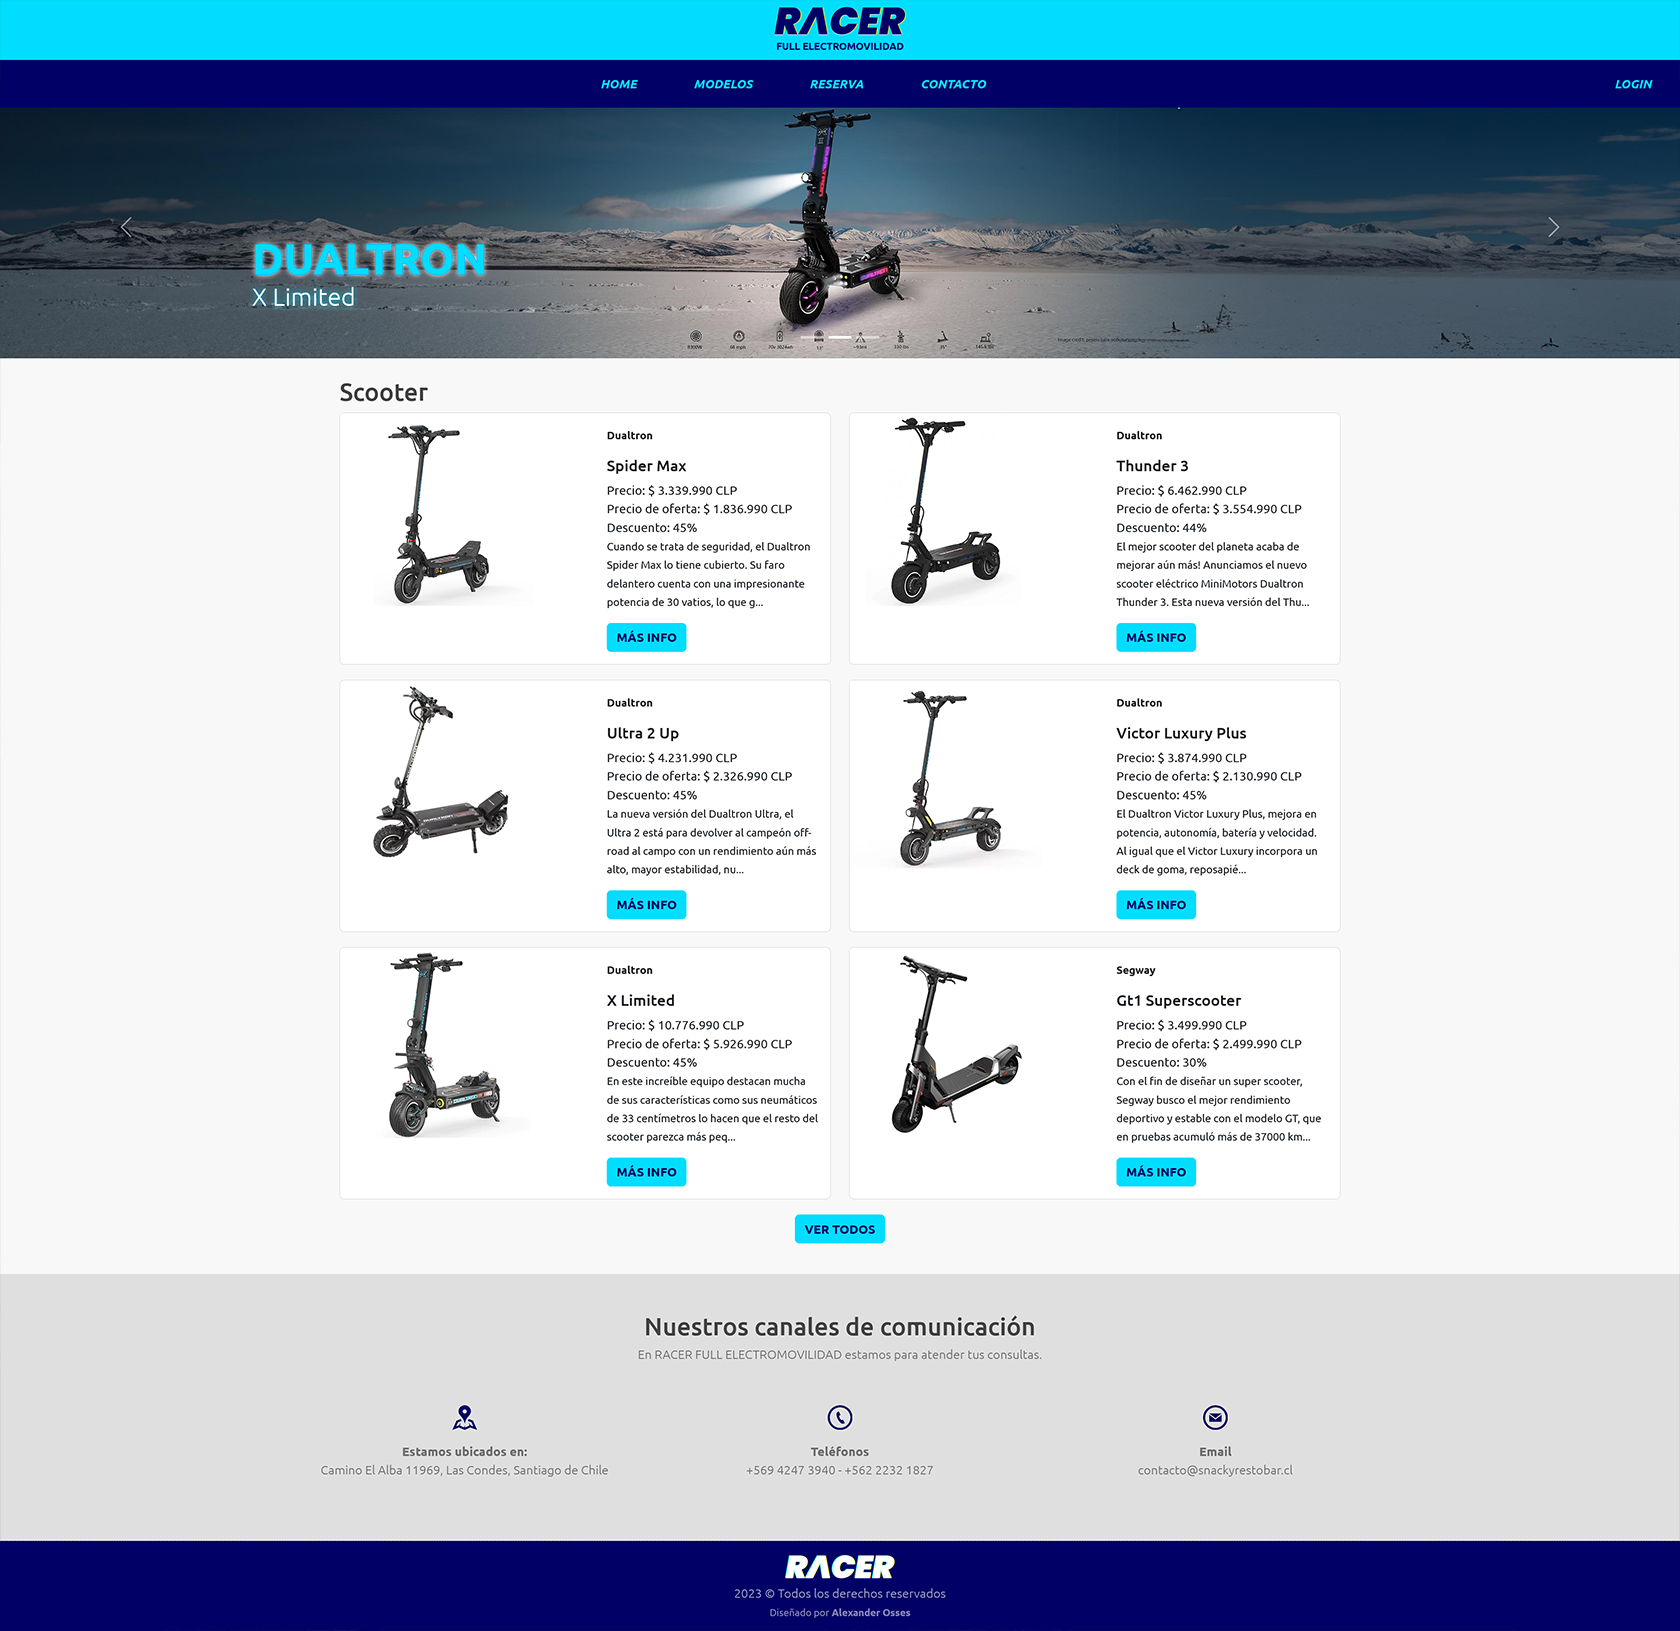 RACER
FULL ELECTROMOVILIDAD
HOME MODELOS RESERVA CONTACTO LOGIN
DUALTRON
X Limited
Scooter
Dualtron
Spider Max
Precio: $ 3.339.990 CLP
Precio de oferta: $ 1.836.990 CLP
Descuento: 45%
Cuando se trata de seguridad, el Dualtron
Spider Max lo tiene cubierto. Su faro
delantero cuenta con una impresionante
potencia de 30 vatios, lo que g...
MÁS INFO
Dualtron
Thunder 3
Precio: $ 6.462.990 CLP
Precio de oferta: $ 3.554.990 CLP
Descuento: 44%
El mejor scooter del planeta acaba de
mejorar aún más! Anunciamos el nuevo
scooter eléctrico MiniMotors Dualtron
Thunder 3. Esta nueva versión del Thu...
MÁS INFO
Dualtron
Ultra 2 Up
Precio: $ 4.231.990 CLP
Precio de oferta: $ 2.326.990 CLP
Descuento: 45%
La nueva versión del Dualtron Ultra, el
Ultra 2 está para devolver al campeón off-
road al campo con un rendimiento aún más
alto, mayor estabilidad, nu...
MÁS INFO
Dualtron
Victor Luxury Plus
Precio: $ 3.874.990 CLP
Precio de oferta: $ 2.130.990 CLP
Descuento: 45%
El Dualtron Victor Luxury Plus, mejora en
potencia, autonomía, batería y velocidad.
Al igual que el Victor Luxury incorpora un
deck de goma, reposapié...
MÁS INFO
Dualtron
X Limited
Precio: $ 10.776.990 CLP
Precio de oferta: $ 5.926.990 CLP
Descuento: 45%
En este increíble equipo destacan mucha
de sus características como sus neumáticos
de 33 centímetros lo hacen que el resto del
scooter parezca más peq...
MÁS INFO
Segway
Gt1 Superscooter
Precio: $ 3.499.990 CLP
Precio de oferta: $ 2.499.990 CLP
Descuento: 30%
Con el fin de diseñar un super scooter,
Segway busco el mejor rendimiento
deportivo y estable con el modelo GT, que
en pruebas acumuló más de 37000 km...
MÁS INFO
VER TODOS
Nuestros canales de comunicación
En RACER FULL ELECTROMOVILIDAD estamos para atender tus consultas.
Estamos ubicados en:
Camino El Alba 11969, Las Condes, Santiago de Chile
Teléfonos
+569 4247 3940 - +562 2232 1827
Email
contacto@snackyrestobar.cl
RACER
2023 © Todos los derechos reservados
Diseñado por Alexander Osses